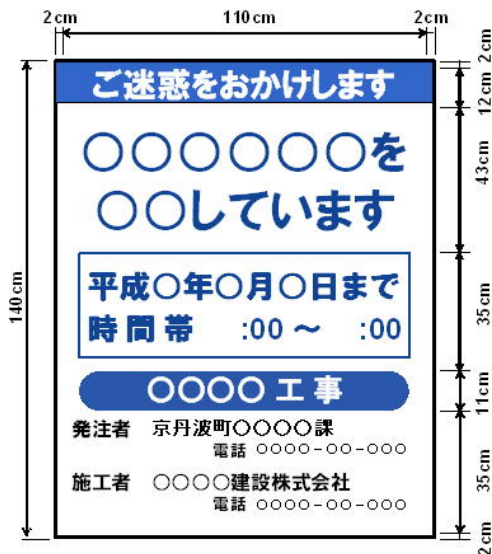 2cm 110cm 2cm
2cm
12cm
43cm
35cm
11cm
35cm
2cm
140cm
ご迷惑をおかけします
○○○○○○を
○○しています
平成○年○月○日まで
時間帯 :00～ :00
○○○○工事
発注者 京丹波町○○○○課
電話 ○○○○-○○-○○○
施工者 ○○○○建設株式会社
電話 ○○○○-○○-○○○